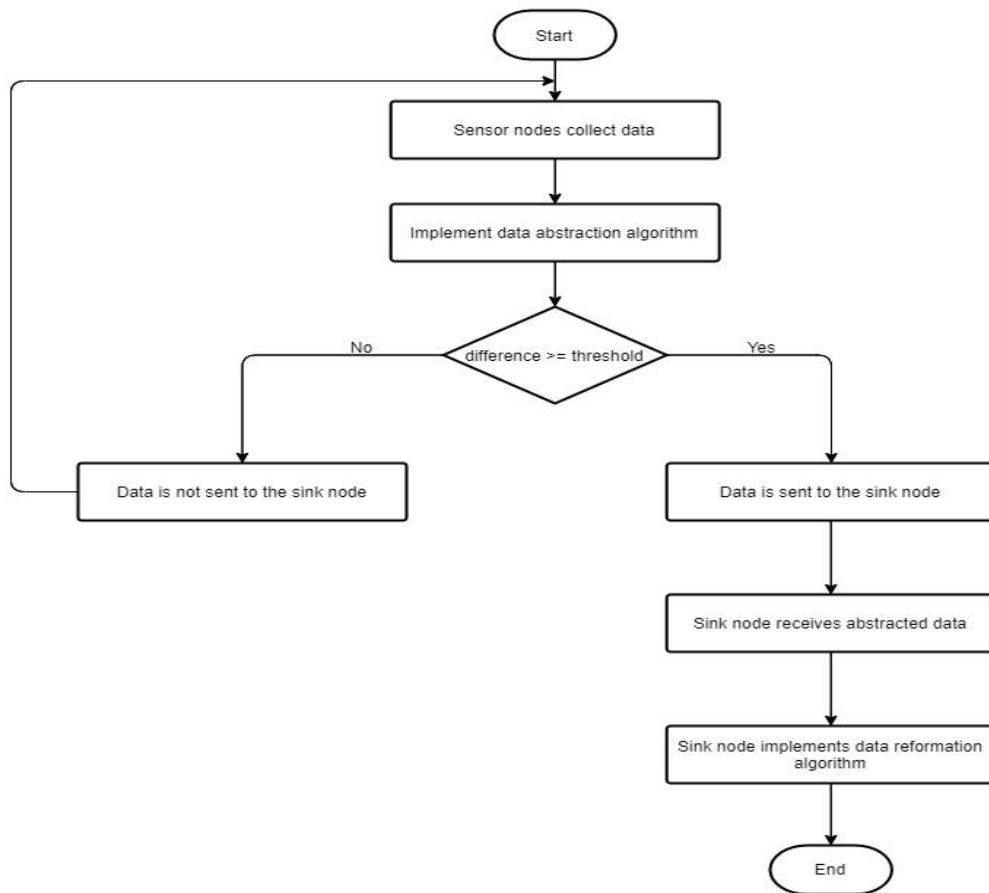 Start
Sensor nodes collect data
Implement data abstraction algorithm
difference >= threshold
No
Yes
Data is not sent to the sink node
Data is sent to the sink node
Sink node receives abstracted data
Sink node implements data reformation
algorithm
End